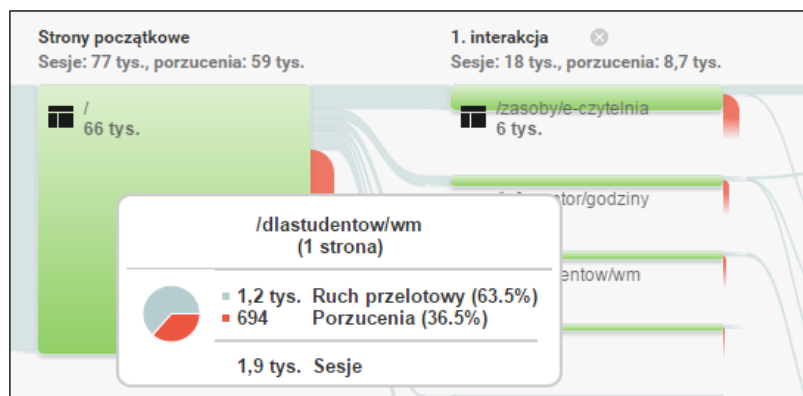 Strony początkowe
Sesje: 77 tys., porzucenia: 59 tys.
1. interakcja
Sesje: 18 tys., porzucenia: 8,7 tys.
/
66 tys.
/zasoby/e-czytelnia
6 tys.
tor/godziny
entow/wm
/dlastudentow/wm
(1 strona)
1,2 tys. Ruch przelotowy (63.5%)
694 Porzucenia (36.5%)
1,9 tys. Sesje